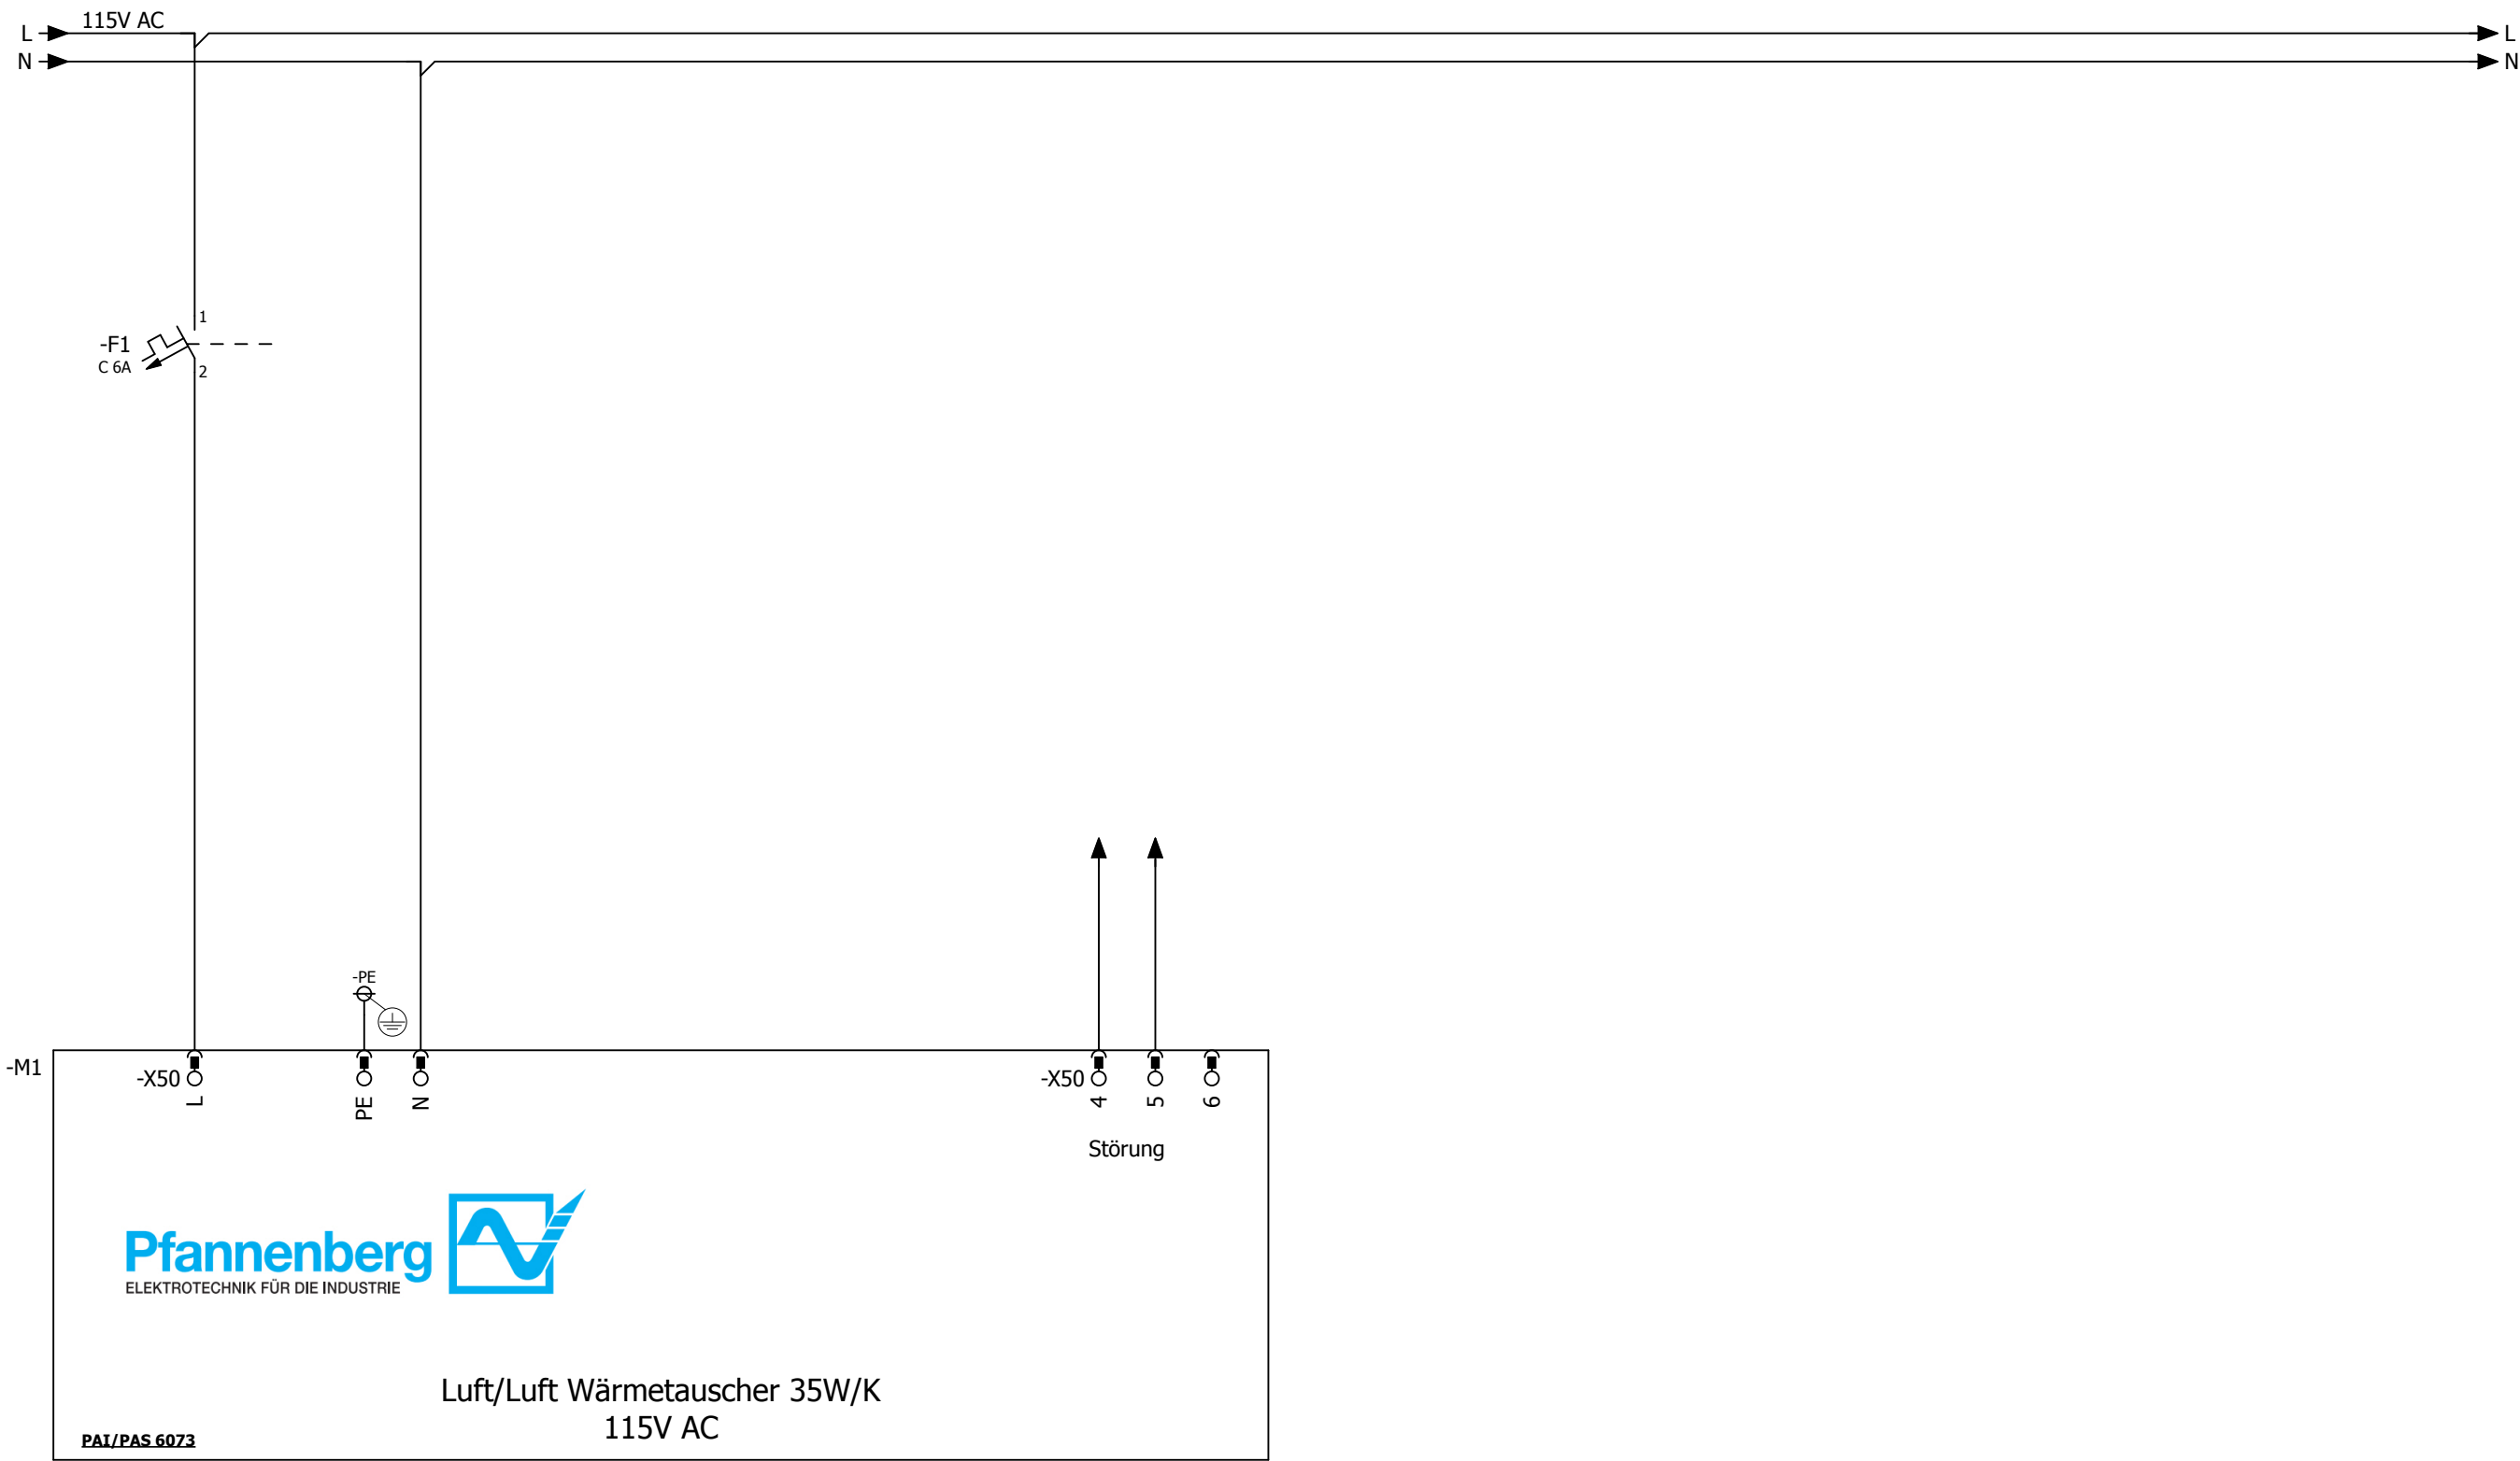 115V AC
L
L
N
N
1
-F1
C 6A
2
-PE
-M1
-X50
-X50
L
PE
N
4
5
6
Störung
Pfannenberg
ELEKTROTECHNIK FÜR DIE INDUSTRIE
Luft/Luft Wärmetauscher 35W/K
115V AC
PAI/PAS 6073